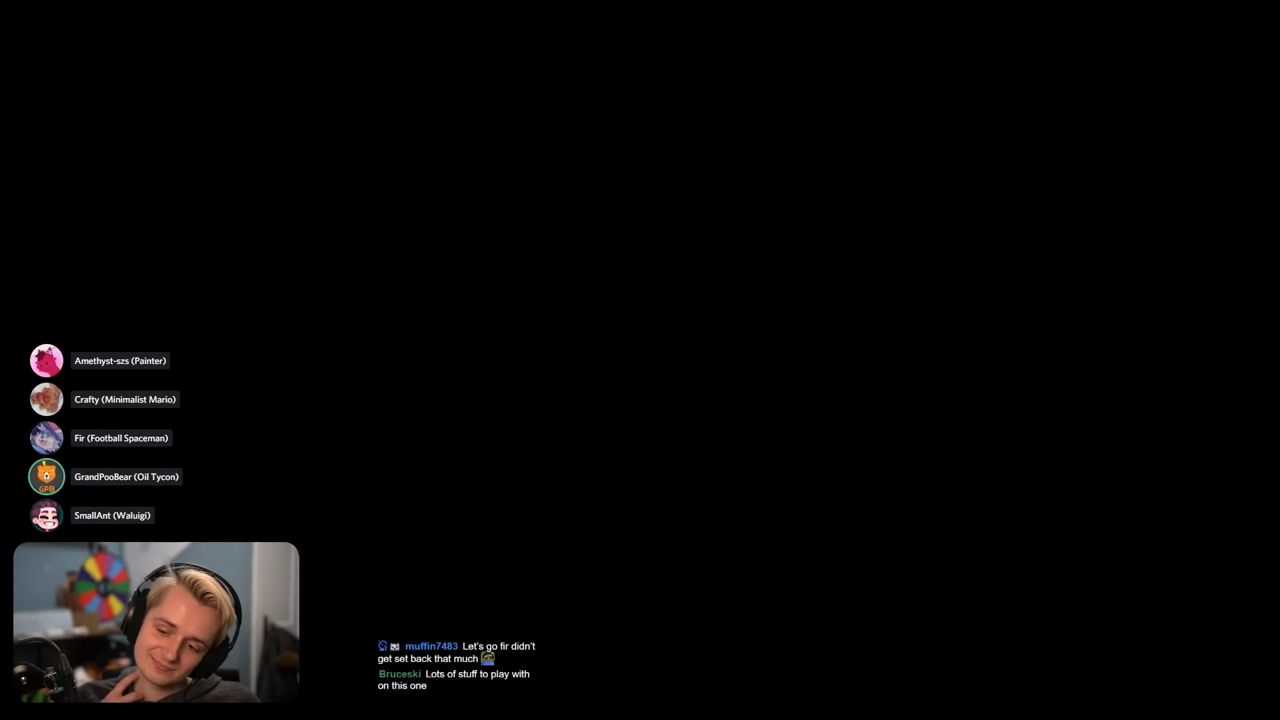 Amethyst-szs (Painter)
Crafty (Minimalist Mario)
Fir (Football Spaceman)
GrandPooBear (Oil Tycon)
SmallAnt (Waluigi)
muffin7483 Let's go fir didn't
get set back that much
Bruceski Lots of stuff to play with
on this one